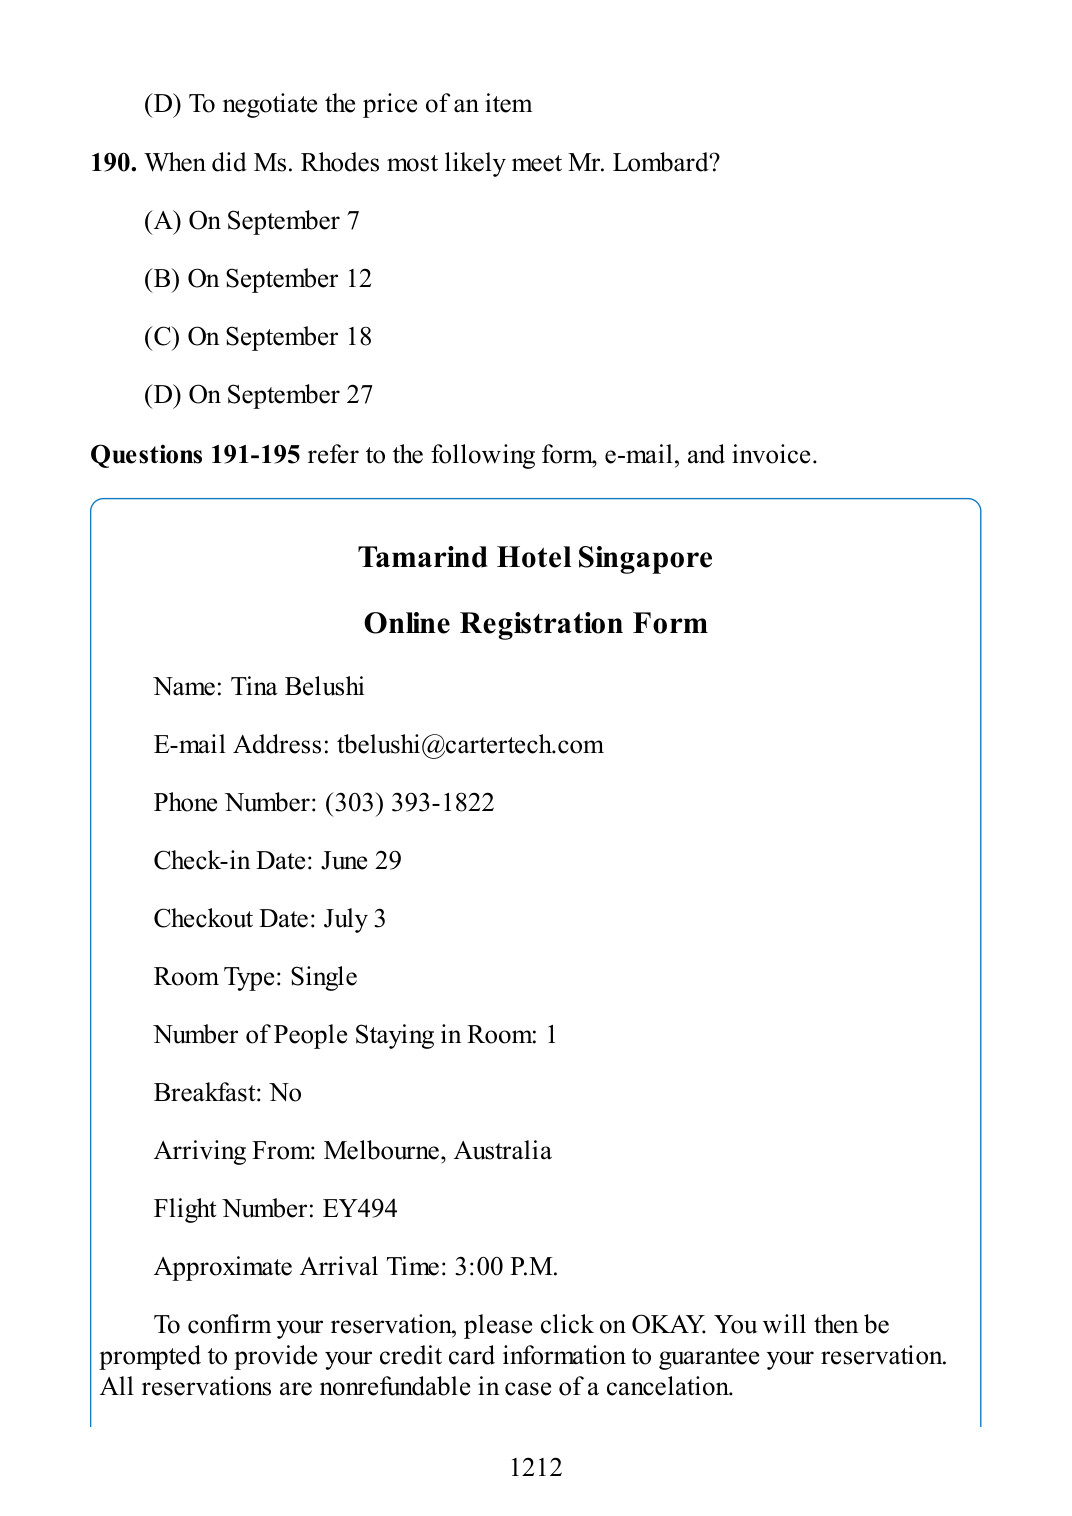 (D) To negotiate the price of an item
190. When did Ms. Rhodes most likely meet Mr. Lombard?
(A) On September 7
(B) On September 12
(C) On September 18
(D) On September 27
Questions 191-195 refer to the following form, e-mail, and invoice.
Tamarind Hotel Singapore
Online Registration Form
Name: Tina Belushi
E-mail Address: tbelushi@cartertech.com
Phone Number: (303) 393-1822
Check-in Date: June 29
Checkout Date: July 3
Room Type: Single
Number of People Staying in Room: 1
Breakfast: No
Arriving From: Melbourne, Australia
Flight Number: EY494
Approximate Arrival Time: 3:00 P.M.
To confirm your reservation, please click on OKAY. You will then be
prompted to provide your credit card information to guarantee your reservation.
All reservations are nonrefundable in case of a cancelation.
1212